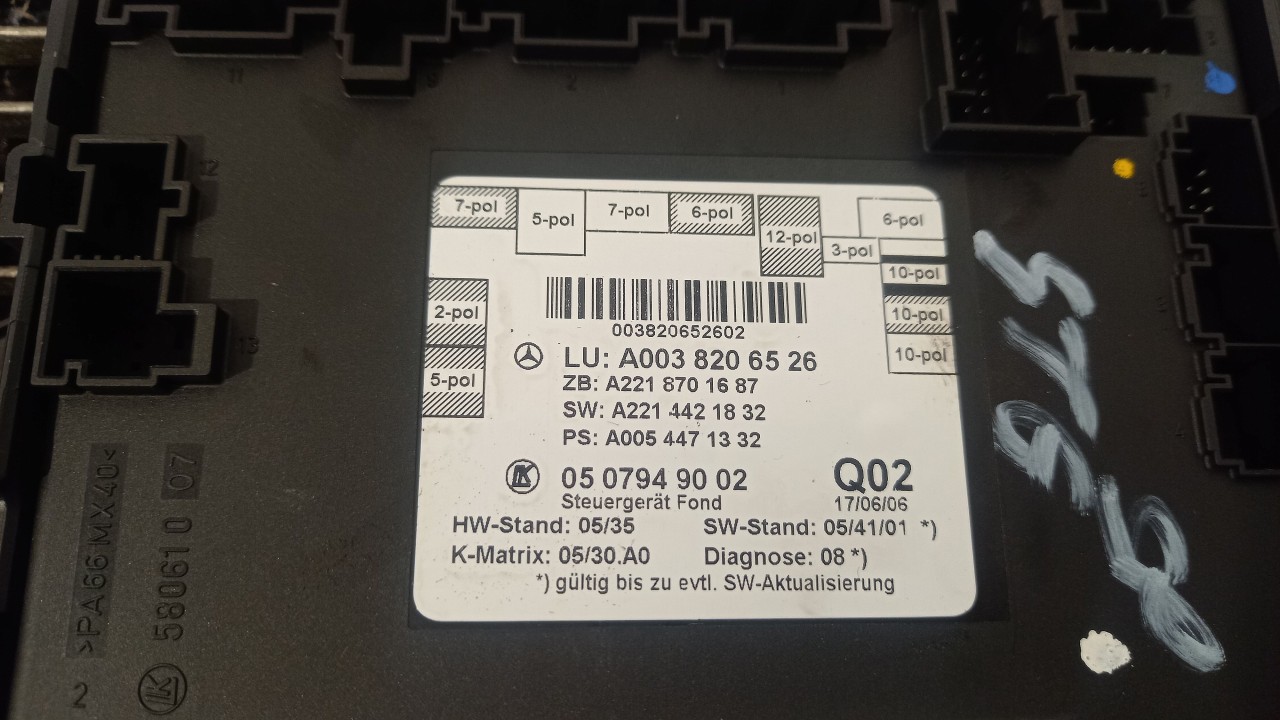 11
2
1
12
7-pol
5-pol
7-pol
6-pol
12-pol
3-pol
6-pol
10-pol
10-pol
10-pol
2-pol
5-pol
13
003820652602
LU: A003 820 65 26
ZB: A221 870 16 87
SW: A221 442 18 32
PS: A005 447 13 32
05 0794 90 02
Q02
Steuergerät Fond
17/06/06
HW-Stand: 05/35 SW-Stand: 05/41/01 *)
K-Matrix: 05/30.A0 Diagnose: 08 *)
*) gültig bis zu evtl. SW-Aktualisierung
>PA66 MX40<
580610 07
2
LK